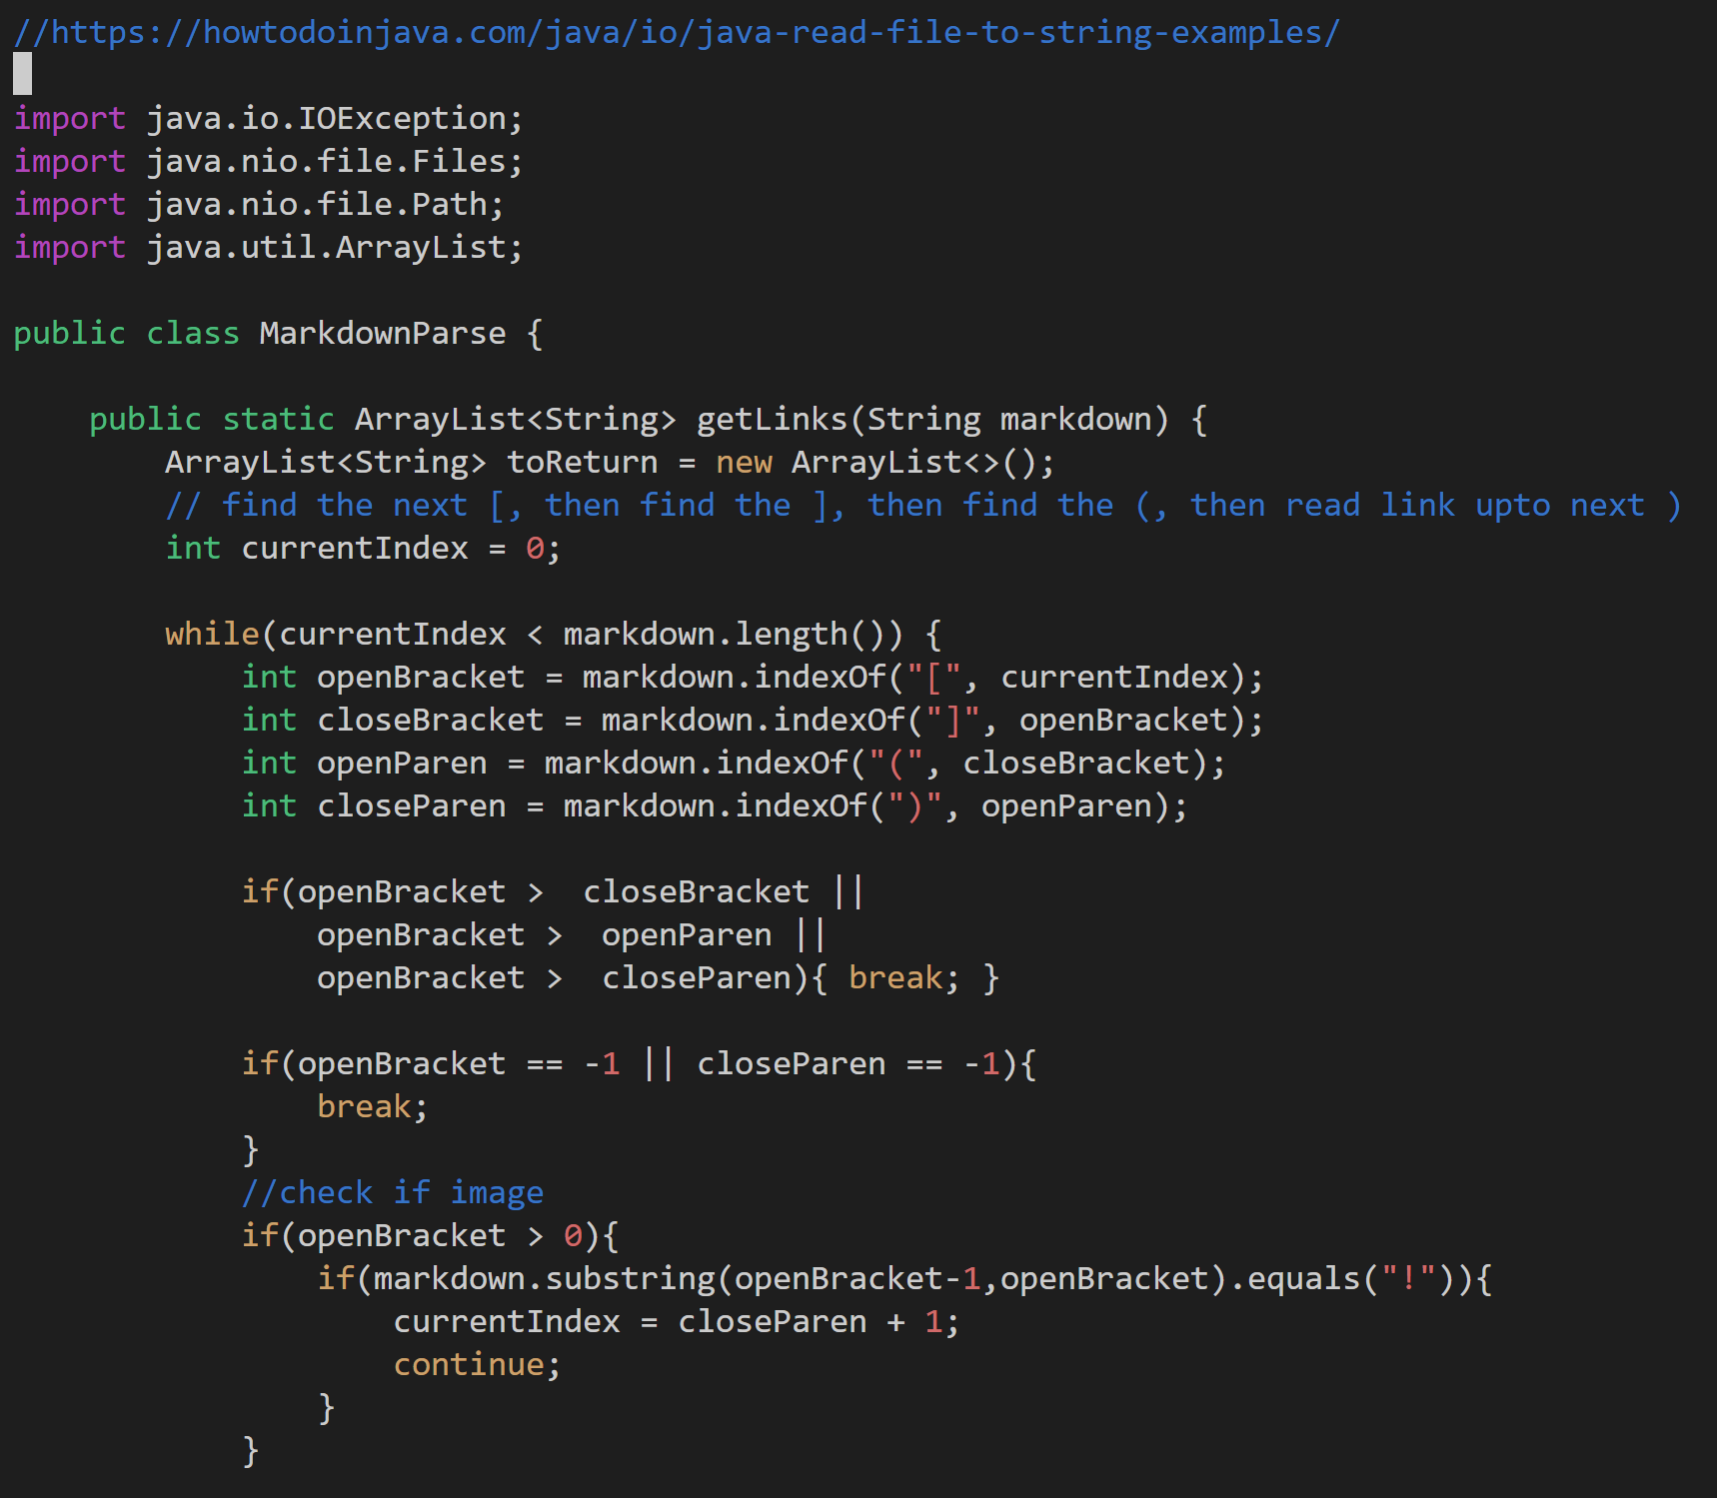 //https://howtodoinjava.com/java/io/java-read-file-to-string-examples/

import java.io.IOException;
import java.nio.file.Files;
import java.nio.file.Path;
import java.util.ArrayList;

public class MarkdownParse {

    public static ArrayList<String> getLinks(String markdown) {
        ArrayList<String> toReturn = new ArrayList<>();
        // find the next [, then find the ], then find the (, then read link upto next )
        int currentIndex = 0;

        while(currentIndex < markdown.length()) {
            int openBracket = markdown.indexOf("[", currentIndex);
            int closeBracket = markdown.indexOf("]", openBracket);
            int openParen = markdown.indexOf("(", closeBracket);
            int closeParen = markdown.indexOf(")", openParen);

            if(openBracket >  closeBracket ||
                openBracket >  openParen ||
                openBracket >  closeParen){ break; }

            if(openBracket == -1 || closeParen == -1){
                break;
            }
            //check if image
            if(openBracket > 0){
                if(markdown.substring(openBracket-1,openBracket).equals("!")){
                    currentIndex = closeParen + 1;
                    continue;
                }
            }